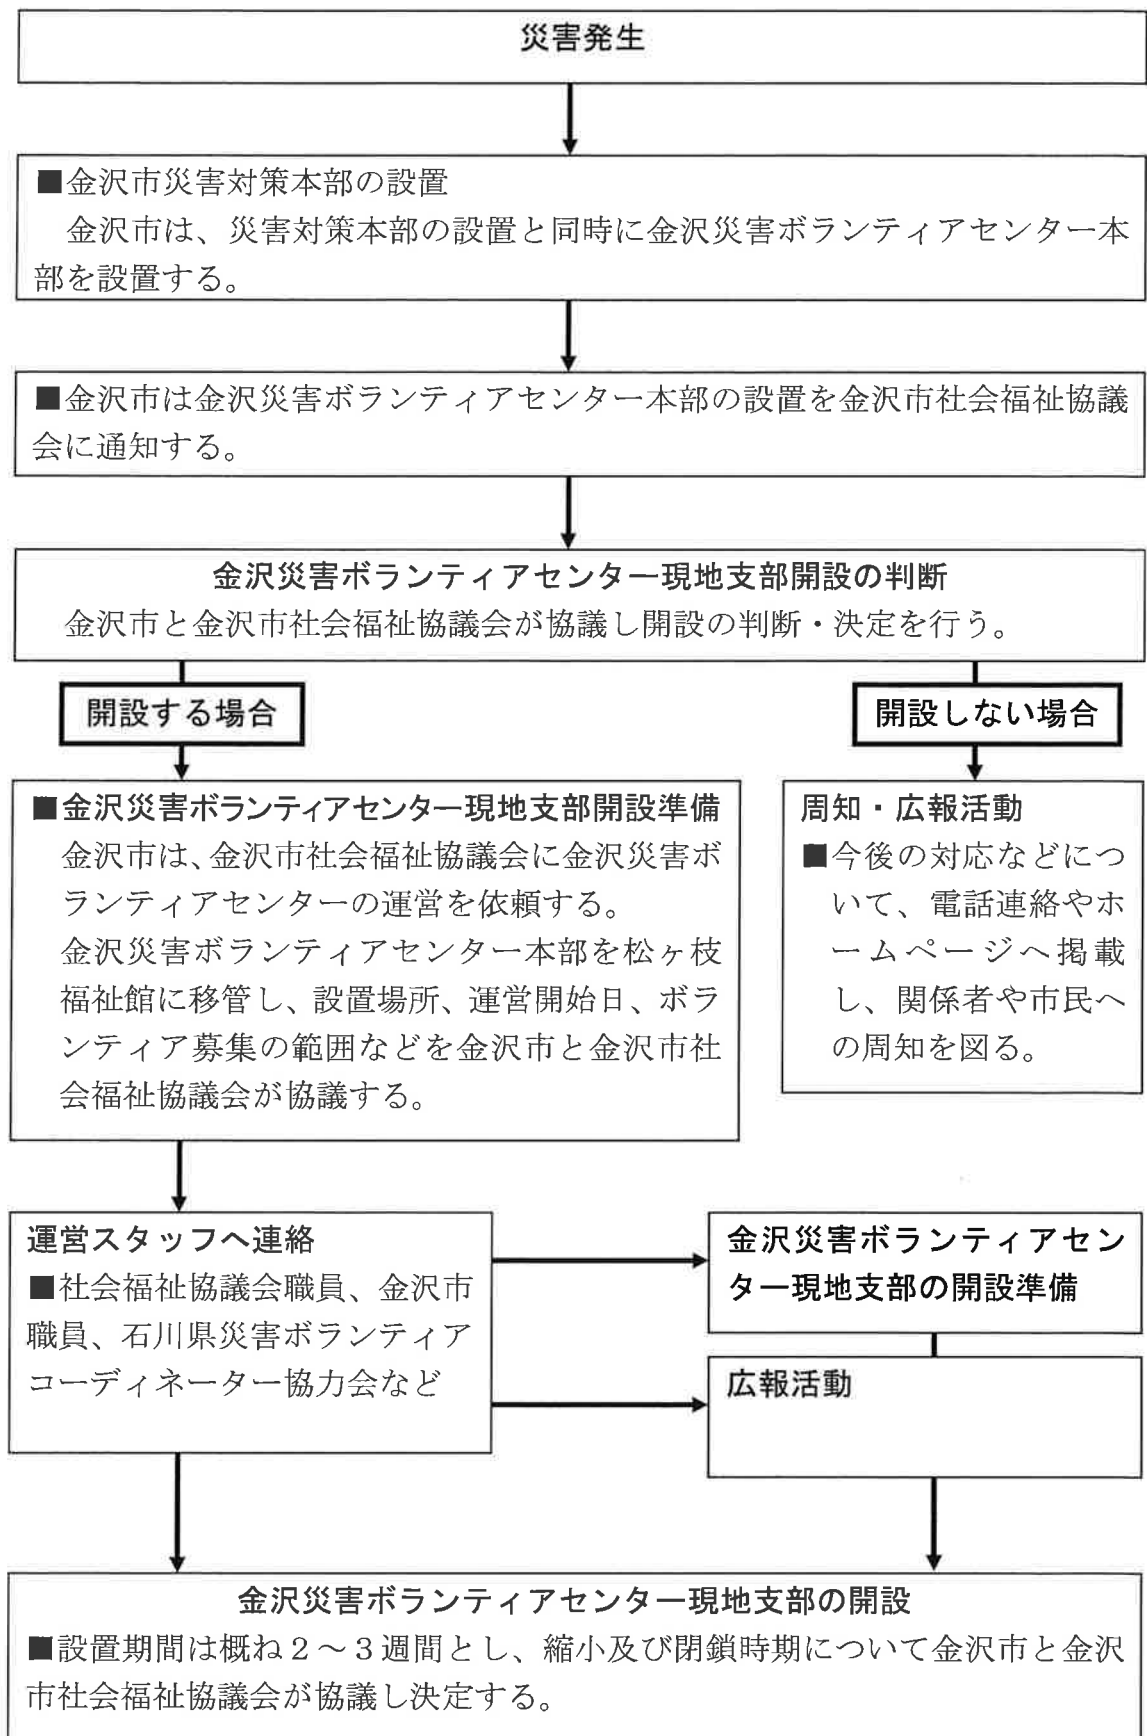 災害発生
■金沢市災害対策本部の設置
金沢市は、災害対策本部の設置と同時に金沢災害ボランティアセンター本
部を設置する。
■金沢市は金沢災害ボランティアセンター本部の設置を金沢市社会福祉協議
会に通知する。
金沢災害ボランティアセンター現地支部開設の判断
金沢市と金沢市社会福祉協議会が協議し開設の判断・決定を行う。
開設する場合
開設しない場合
■金沢災害ボランティアセンター現地支部開設準備
金沢市は、金沢市社会福祉協議会に金沢災害ボ
ランティアセンターの運営を依頼する。
金沢災害ボランティアセンター本部を松ヶ枝
福祉館に移管し、設置場所、運営開始日、ボラ
ンティア募集の範囲などを金沢市と金沢市社
会福祉協議会が協議する。
周知・広報活動
■今後の対応などにつ
いて、電話連絡やホ
ームページへ掲載
し、関係者や市民へ
の周知を図る。
運営スタッフへ連絡
■社会福祉協議会職員、金沢市
職員、石川県災害ボランティア
コーディネーター協力会など
金沢災害ボランティアセン
ター現地支部の開設準備
広報活動
金沢災害ボランティアセンター現地支部の開設
■設置期間は概ね２～３週間とし、縮小及び閉鎖時期について金沢市と金沢
市社会福祉協議会が協議し決定する。